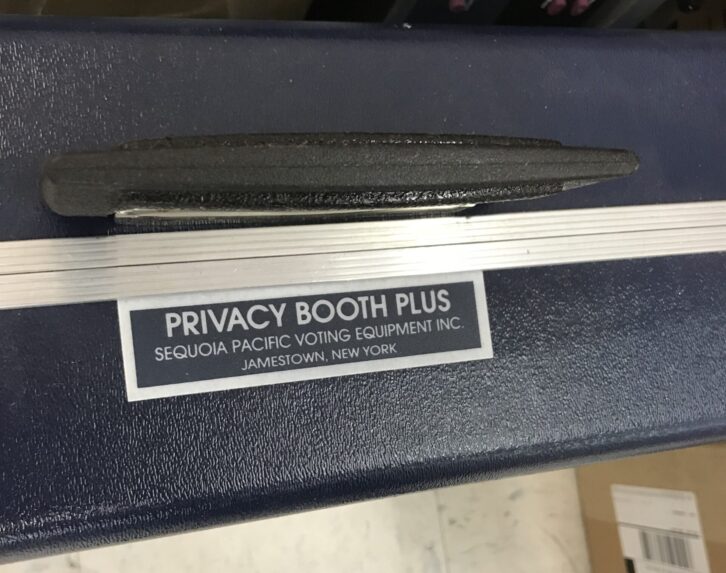 PRIVACY BOOTH PLUS
SEQUOIA PACIFIC VOTING EQUIPMENT INC.
JAMESTOWN, NEW YORK